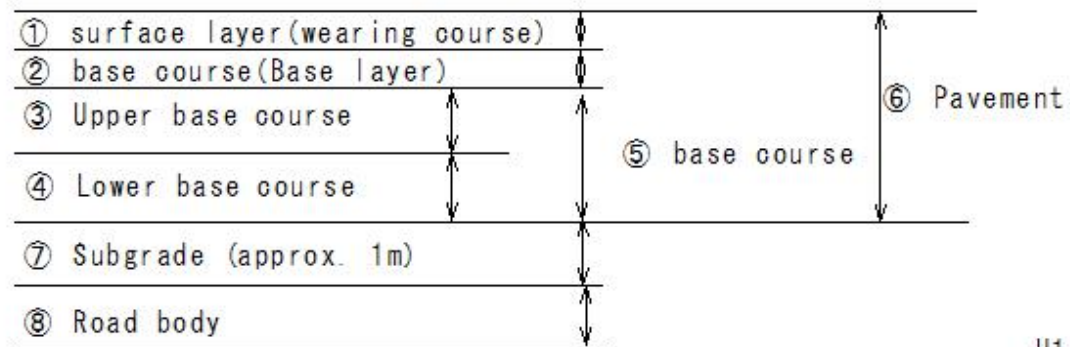 ① surface layer(wearing course)
② base course(Base layer)
③ Upper base course
⑥ Pavement
⑤ base course
④ Lower base course
⑦ Subgrade (approx. 1m)
⑧ Road body